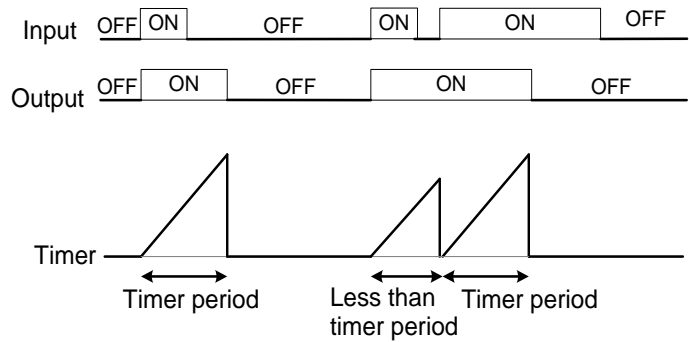 Input OFF ON OFF ON ON OFF
Output OFF ON OFF ON OFF
Timer
Timer period Less than timer period Timer period